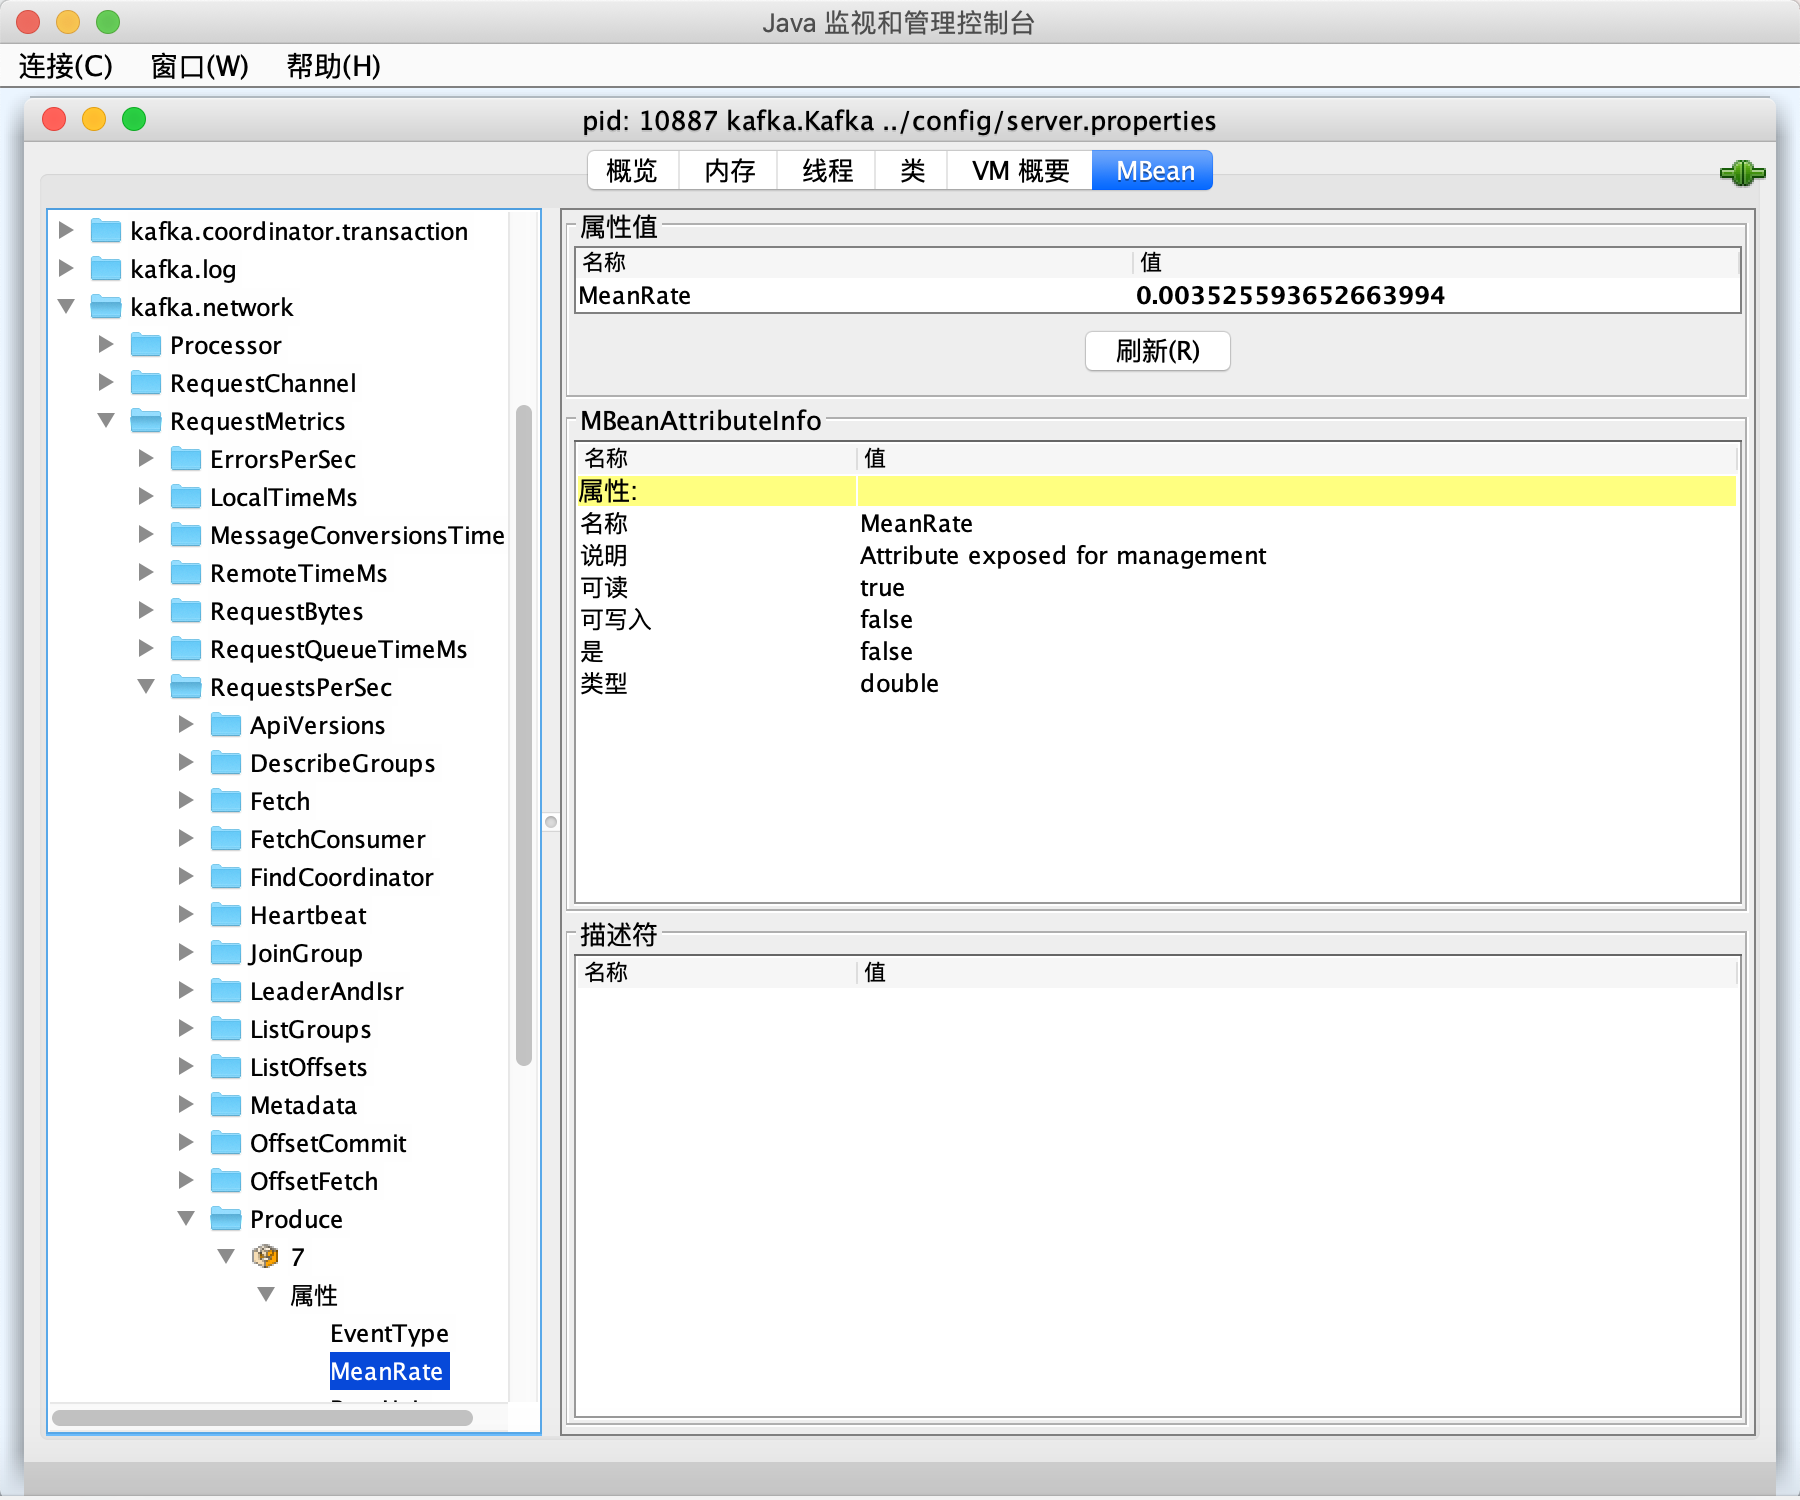 Java 监视和管理控制台
连接(C) 窗口(W) 帮助(H)
pid: 10887 kafka.Kafka ../config/server.properties
概览 内存 线程 类 VM 概要 MBean
kafka.coordinator.transaction
kafka.log
kafka.network
Processor
RequestChannel
RequestMetrics
ErrorsPerSec
LocalTimeMs
MessageConversionsTime
RemoteTimeMs
RequestBytes
RequestQueueTimeMs
RequestsPerSec
ApiVersions
DescribeGroups
Fetch
FetchConsumer
FindCoordinator
Heartbeat
JoinGroup
LeaderAndIsr
ListGroups
ListOffsets
Metadata
OffsetCommit
OffsetFetch
Produce
7
属性
EventType
MeanRate
属性值
名称 值
MeanRate 0.003525593652663994
刷新(R)
MBeanAttributeInfo
名称 值
属性:
名称 MeanRate
说明 Attribute exposed for management
可读 true
可写入 false
是 false
类型 double
描述符
名称 值